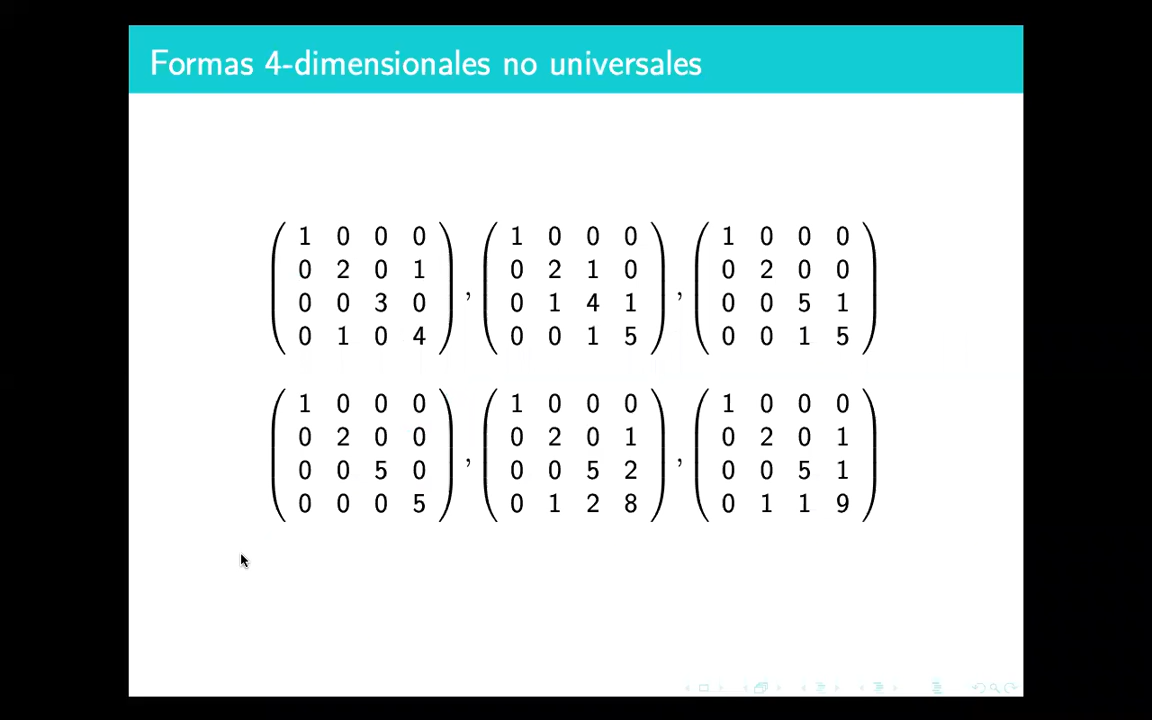 Formas 4-dimensionales no universales
1 0 0 0 1 0 0 0 1 0 0 0
0 2 0 1 0 2 1 0 0 2 0 0
( 0 0 3 0 ) , ( 0 1 4 1 ) , ( 0 0 5 1 )
0 1 0 4 0 0 1 5 0 0 1 5
1 0 0 0 1 0 0 0 1 0 0 0
0 2 0 0 0 2 0 1 0 2 0 1
( 0 0 5 0 ) , ( 0 0 5 2 ) , ( 0 0 5 1 )
0 0 0 5 0 1 2 8 0 1 1 9